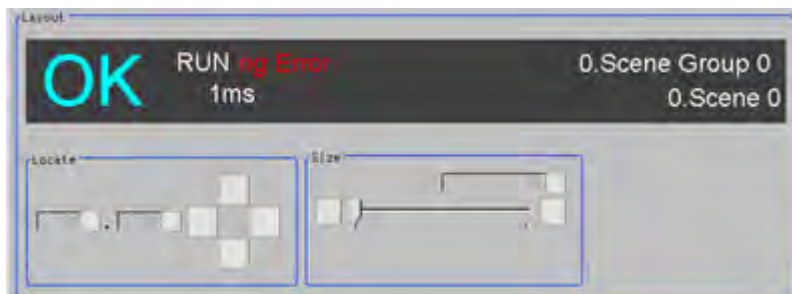 Layout
OK
RUN ng Error
1ms
0.Scene Group 0
0.Scene 0
Locate
Size